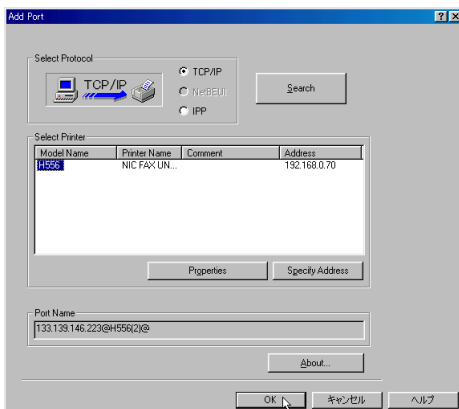 Add Port
Select Protocol
TCP/IP
TCP/IP
NetBEUI
IPP
Search
Select Printer
Model Name Printer Name Comment Address
H556 NIC FAX UN... 192.168.0.70
Properties Specify Address
Port Name
133.139.146.223@H556(2)@
About...
OK キャンセル ヘルプ